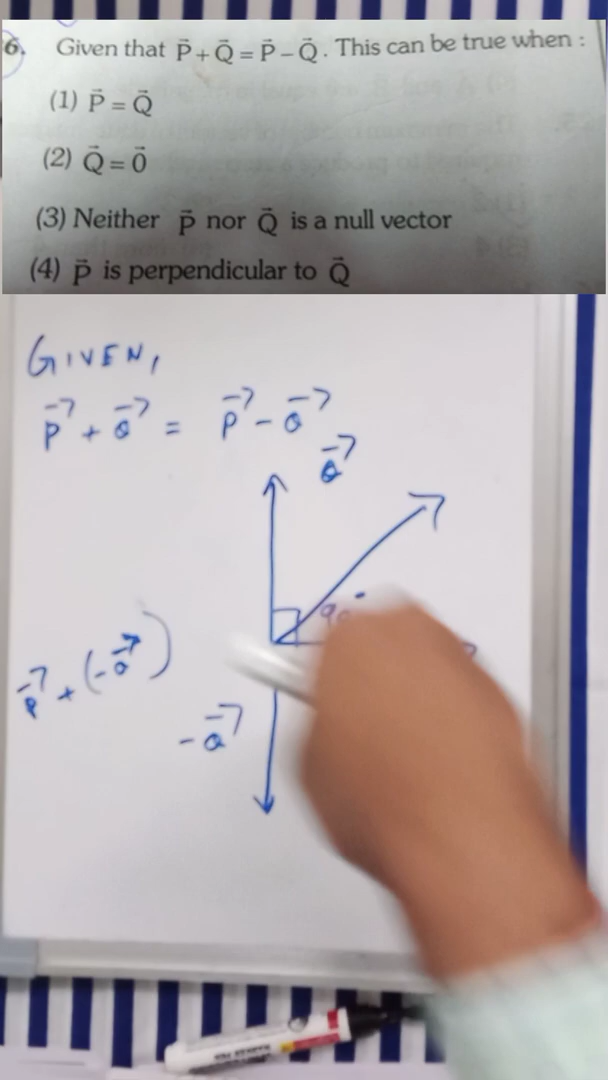 6. Given that P⃗ + Q⃗ = P⃗ – Q⃗. This can be true when :
(1) P⃗ = Q⃗
(2) Q⃗ = 0⃗
(3) Neither P⃗ nor Q⃗ is a null vector
(4) P⃗ is perpendicular to Q⃗
GIVEN,
P⃗ + Q⃗ = P⃗ - Q⃗
Q⃗
90°
P⃗ + (-Q⃗)
-Q⃗